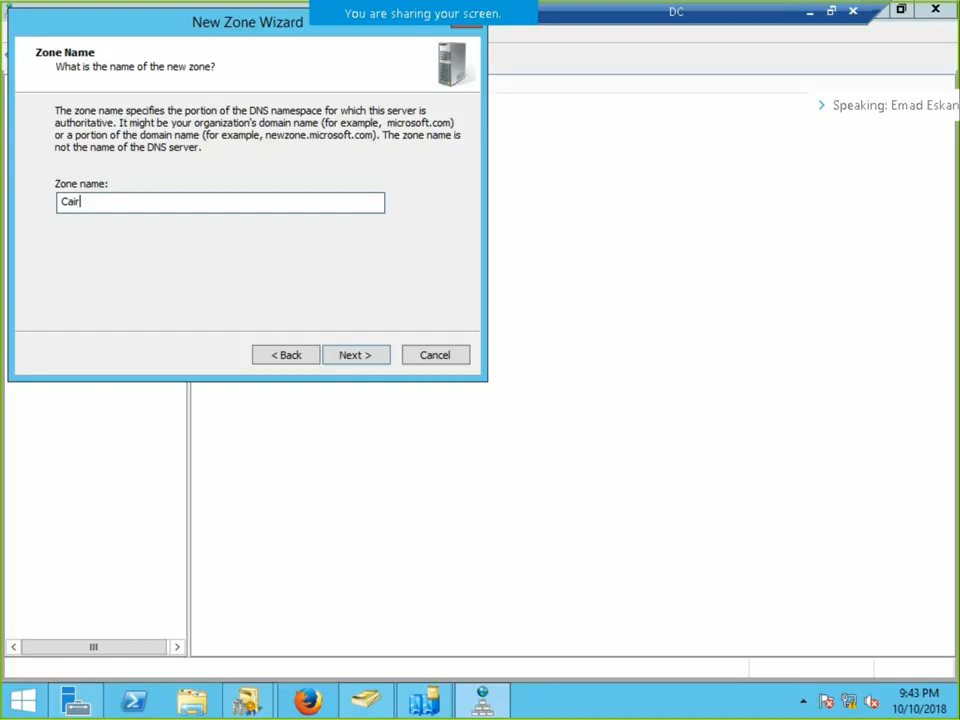 New Zone Wizard
You are sharing your screen.
DC
Zone Name
What is the name of the new zone?
Speaking: Emad Eskan
The zone name specifies the portion of the DNS namespace for which this server is
authoritative. It might be your organization's domain name (for example, microsoft.com)
or a portion of the domain name (for example, newzone.microsoft.com). The zone name is
not the name of the DNS server.
Zone name:
Cair
< Back
Next >
Cancel
9:43 PM
10/10/2018